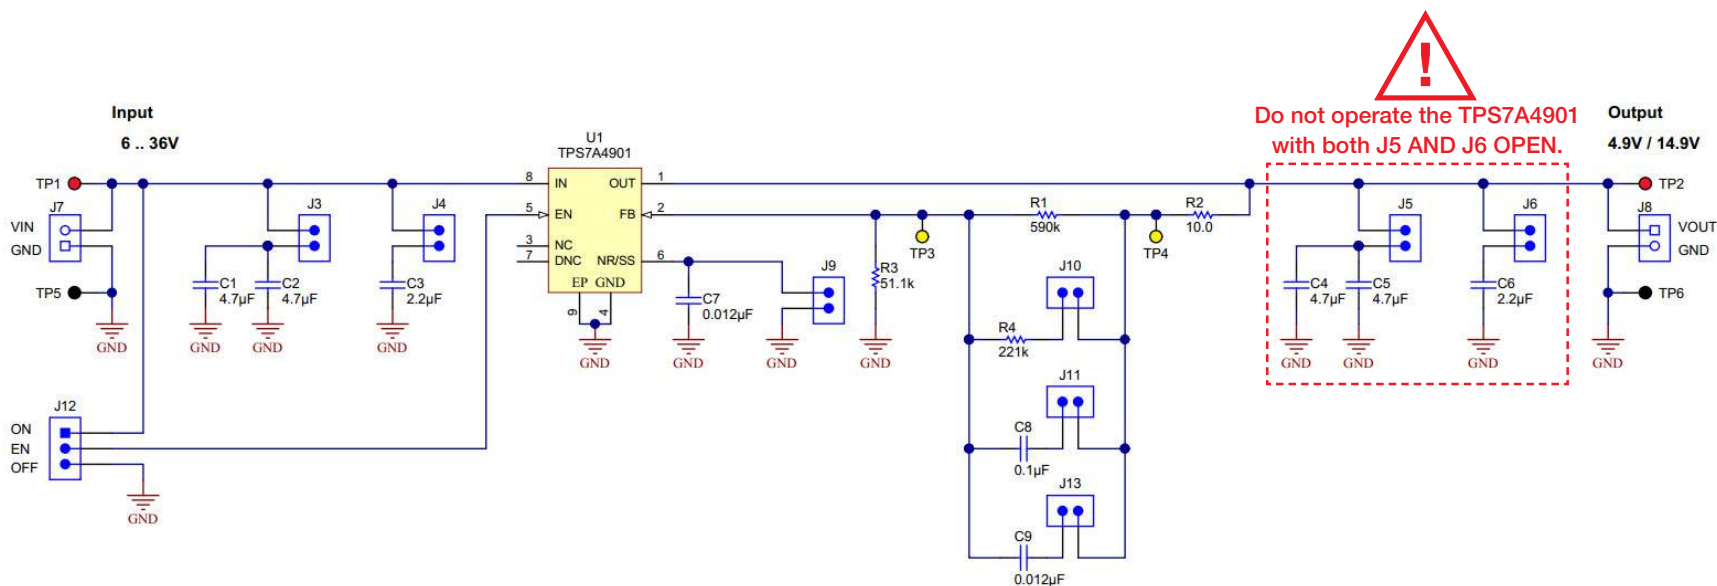 !
Do not operate the TPS7A4901
with both J5 AND J6 OPEN.
Input
6 .. 36V
Output
4.9V / 14.9V
U1
TPS7A4901
TP1
8
IN
OUT
1
TP2
J7
VIN
GND
J3
J4
5
EN
FB
2
R1
590k
R2
10.0
J5
J6
J8
VOUT
GND
3
NC
7
DNC
NR/SS
6
TP3
TP4
R3
51.1k
J9
J10
TP5
C1
4.7µF
C2
4.7µF
C3
2.2µF
EP
GND
9
4
C7
0.012µF
C4
4.7µF
C5
4.7µF
C6
2.2µF
TP6
R4
221k
GND
GND
GND
GND
GND
GND
GND
GND
GND
GND
GND
GND
J11
J12
ON
EN
OFF
C8
0.1µF
J13
GND
C9
0.012µF